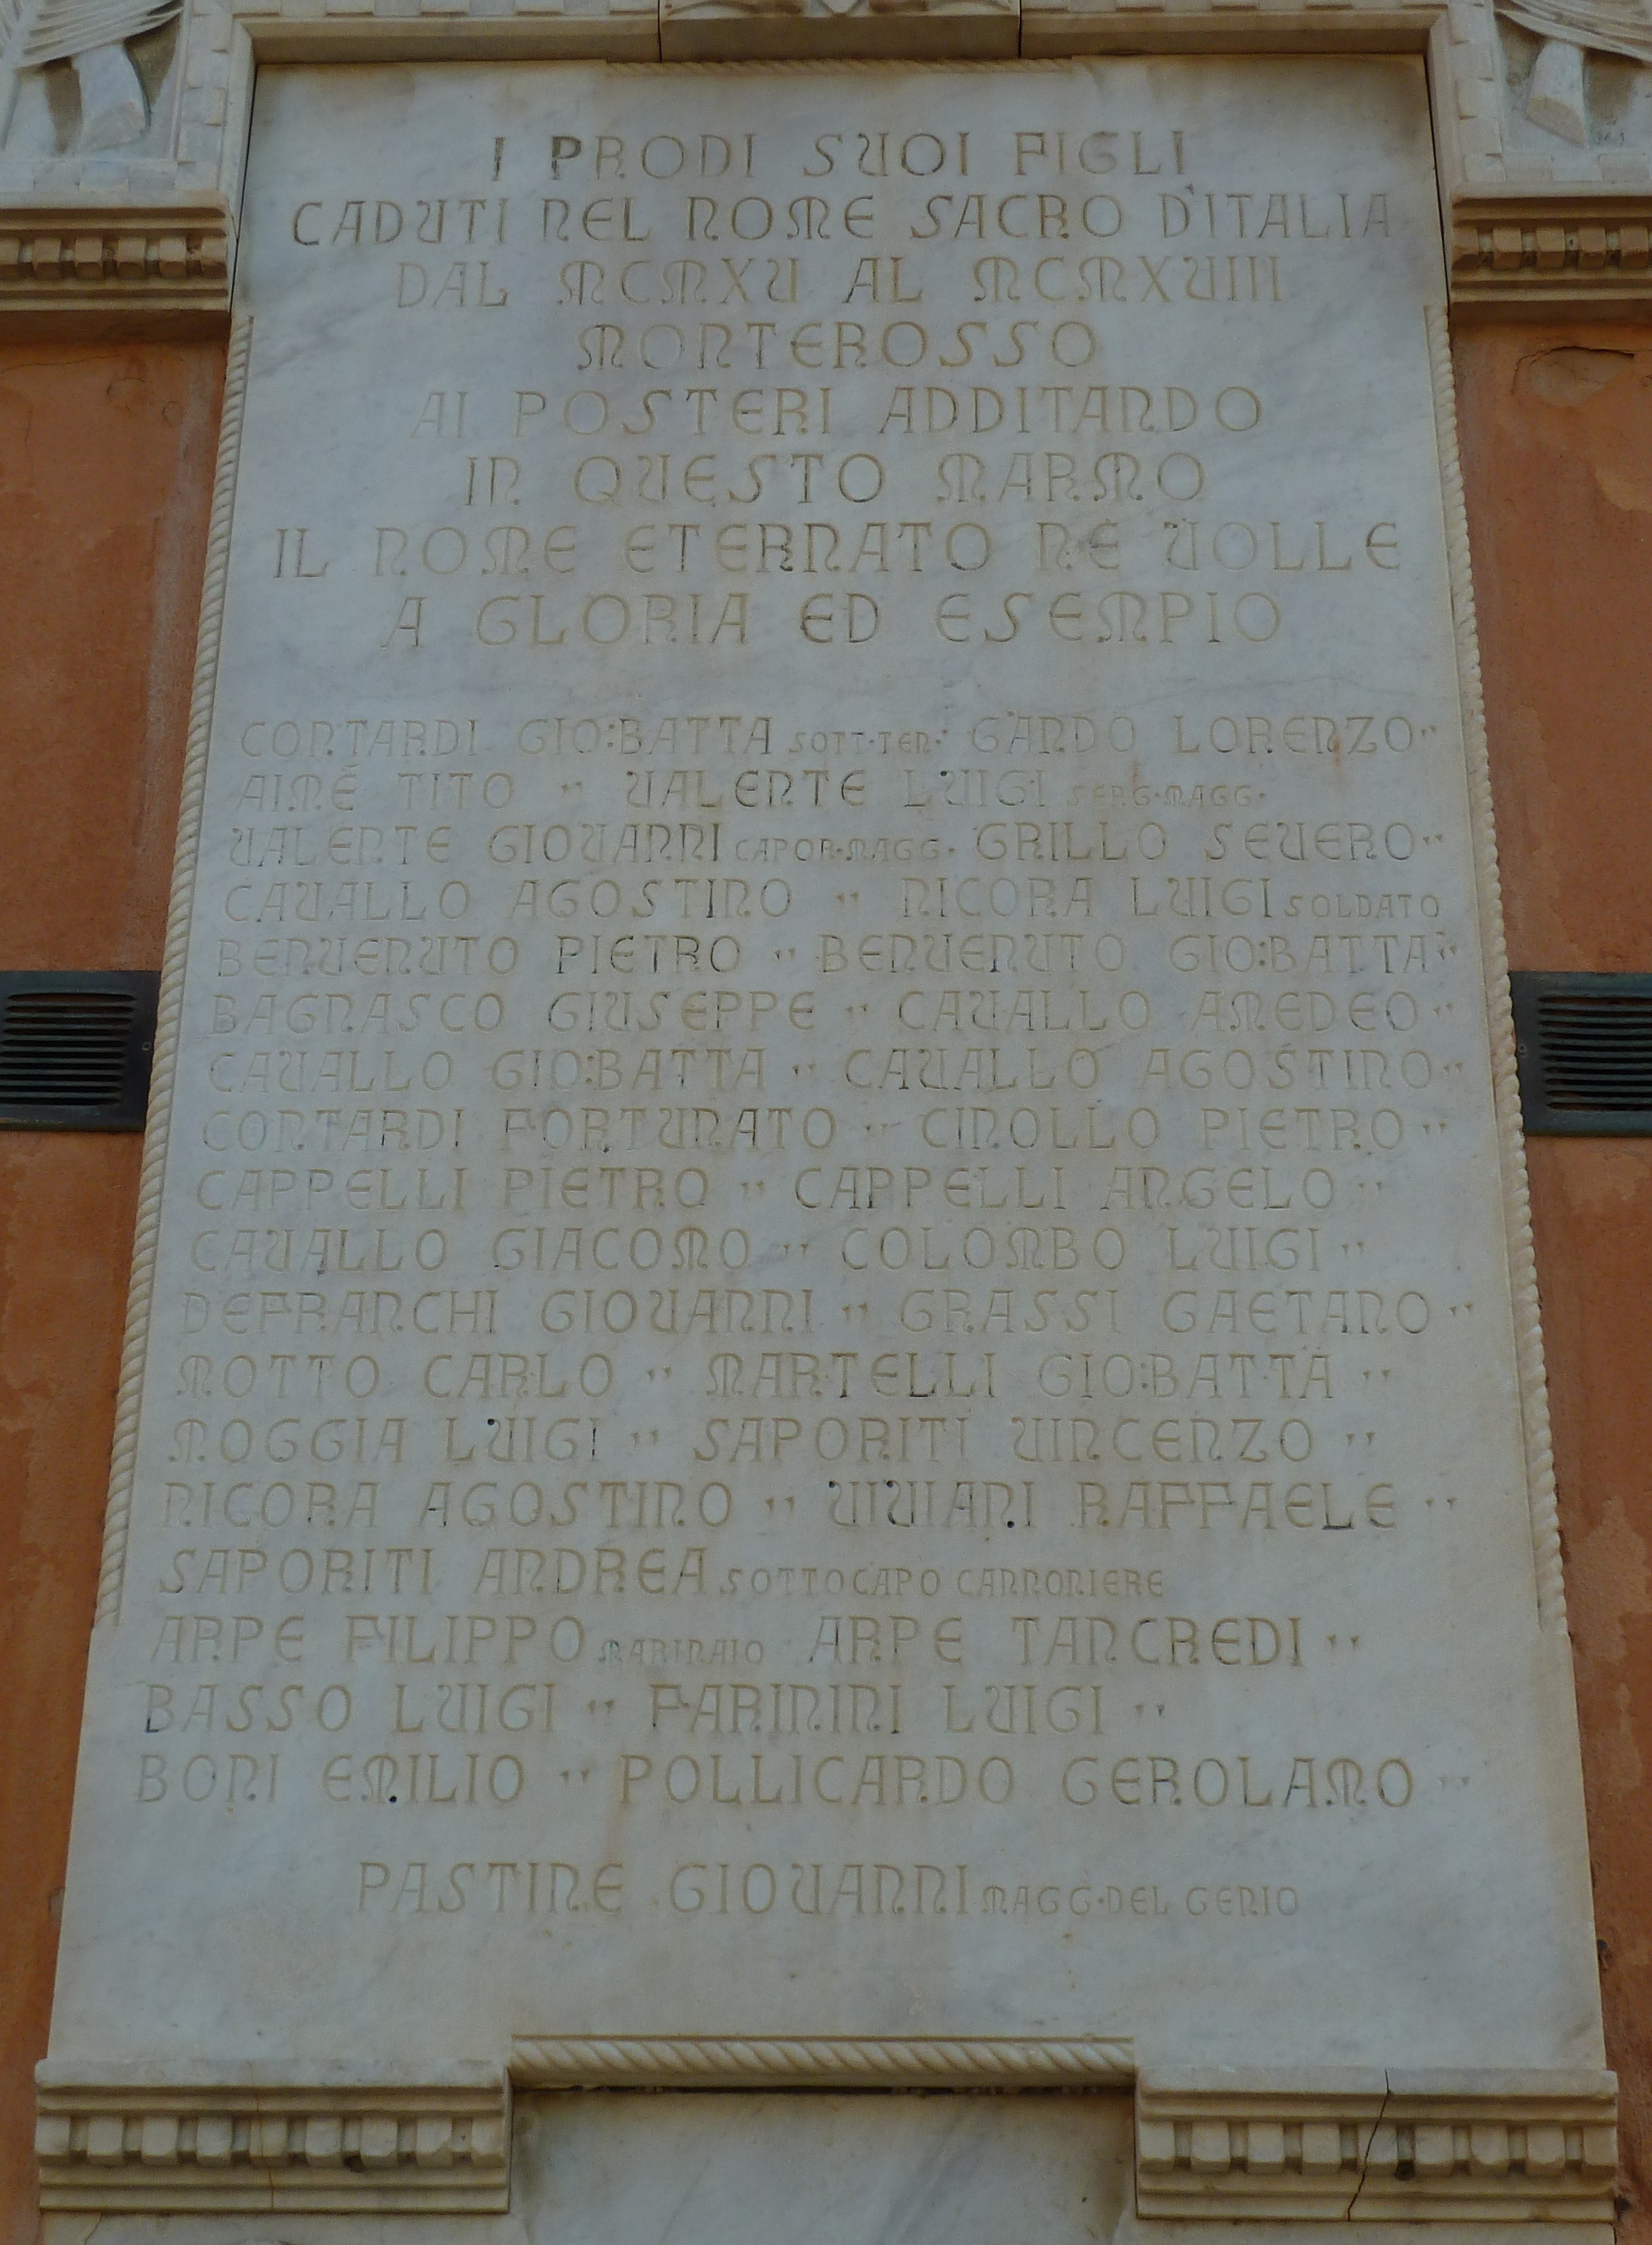 I PRODI SUOI FIGLI
CADUTI NEL NOME SACRO D'ITALIA
DAL MCMXV AL MCMXVIII
MONTEROSSO
AI POSTERI ADDITANDO
IN QUESTO MARMO
IL NOME ETERNATO NE VOLLE
A GLORIA ED ESEMPIO
CONTARDI GIO:BATTA SOTT·TEN· GANDO LORENZO "
AIMÉ TITO " VALENTE LUIGI SERG·MAGG·
VALENTE GIOVANNI CAPOR·MAGG· GRILLO SEVERO "
CAVALLO AGOSTINO " NICORA LUIGI SOLDATO
BENVENUTO PIETRO " BENVENUTO GIO:BATTA "
BAGNASCO GIUSEPPE " CAVALLO AMEDEO "
CAVALLO GIO:BATTA " CAVALLO AGOSTINO "
CONTARDI FORTUNATO " CINOLLO PIETRO "
CAPPELLI PIETRO " CAPPELLI ANGELO "
CAVALLO GIACOMO " COLOMBO LUIGI "
DEFRANCHI GIOVANNI " GRASSI GAETANO "
MOTTO CARLO " MARTELLI GIO:BATTA "
MOGGIA LUIGI " SAPORITI VINCENZO "
NICORA AGOSTINO " VIVIANI RAFFAELE "
SAPORITI ANDREA SOTTOCAPO CANNONIERE
ARPE FILIPPO MARINAIO ARPE TANCREDI "
BASSO LUIGI " FARININI LUIGI "
BONI EMILIO " POLLICARDO GEROLAMO "
PASTINE GIOVANNI MAGG·DEL GENIO